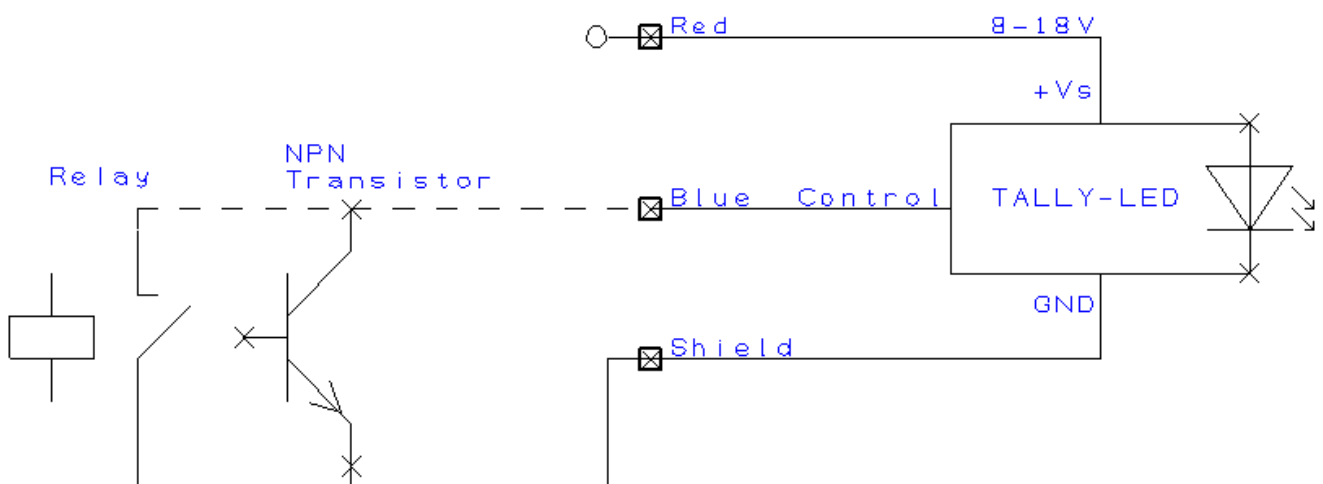 Red 8-18V
+Vs
NPN
Relay Transistor
Blue Control TALLY-LED
GND
Shield